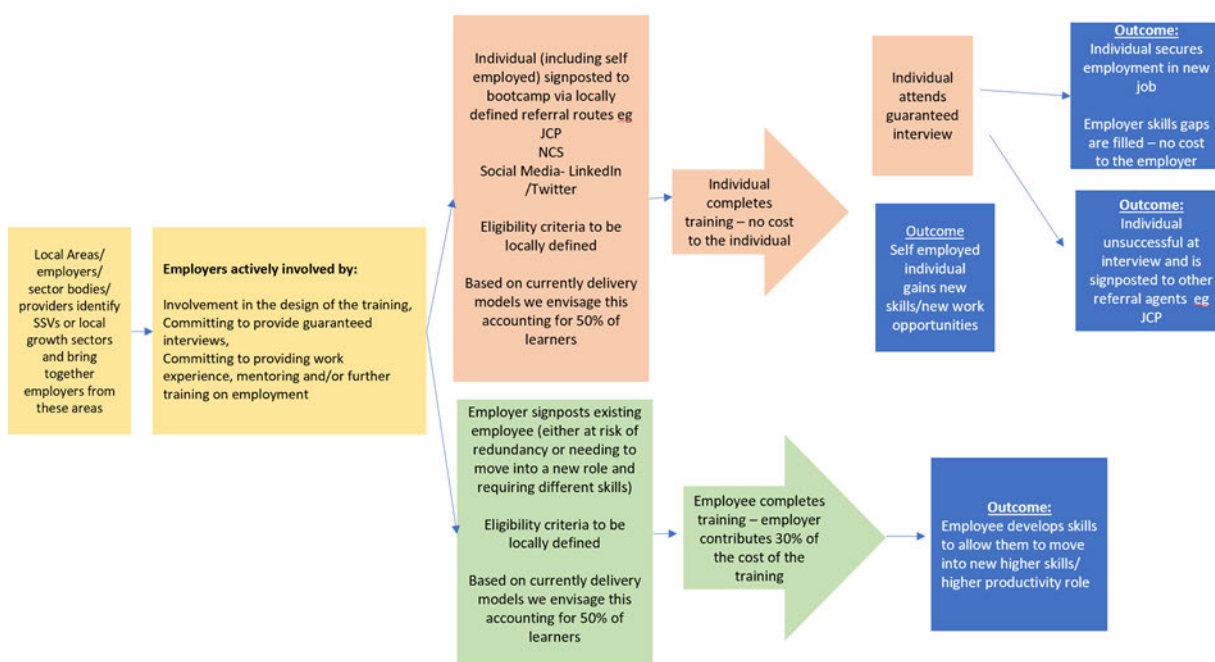 Local Areas/
employers/
sector bodies/
providers identify
SSVs or local
growth sectors
and bring
together
employers from
these areas
Employers actively involved by:
Involvement in the design of the training,
Committing to provide guaranteed
interviews,
Committing to providing work
experience, mentoring and/or further
training on employment
Individual (including self
employed) signposted to
bootcamp via locally
defined referral routes eg
JCP
NCS
Social Media- LinkedIn
/Twitter
Eligibility criteria to be
locally defined
Based on currently delivery
models we envisage this
accounting for 50% of
learners
Individual
completes
training – no cost
to the individual
Individual
attends
guaranteed
interview
Outcome
Self employed
individual
gains new
skills/new work
opportunities
Outcome:
Individual secures
employment in new
job
Employer skills gaps
are filled – no cost
to the employer
Outcome:
Individual
unsuccessful at
interview and is
signposted to other
referral agents eg
JCP
Employer signposts existing
employee (either at risk of
redundancy or needing to
move into a new role and
requiring different skills)
Eligibility criteria to be
locally defined
Based on currently delivery
models we envisage this
accounting for 50% of
learners
Employee completes
training – employer
contributes 30% of
the cost of the
training
Outcome:
Employee develops skills
to allow them to move
into new higher skills/
higher productivity role